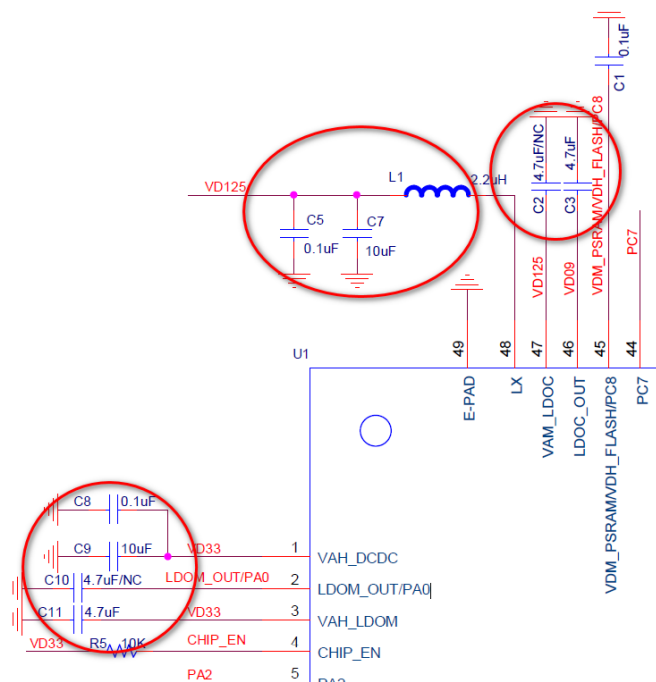 0.1uF
C1
VDM_PSRAM/VDH_FLASH/PC8
4.7uF/NC
4.7uF
C2
C3
L1
2.2uH
VD125
C5
0.1uF
C7
10uF
VD125
VD09
PC7
49
48
47
46
45
44
U1
E-PAD
LX
VAM_LDOC
LDOC_OUT
VDM_PSRAM/VDH_FLASH/PC8
PC7
C8 0.1uF
C9 10uF VD33 1 VAH_DCDC
C10 4.7uF/NC LDOM_OUT/PA0 2 LDOM_OUT/PA0
C11 4.7uF VD33 3 VAH_LDOM
VD33 R5 10K CHIP_EN 4 CHIP_EN
PA2 5 PA2